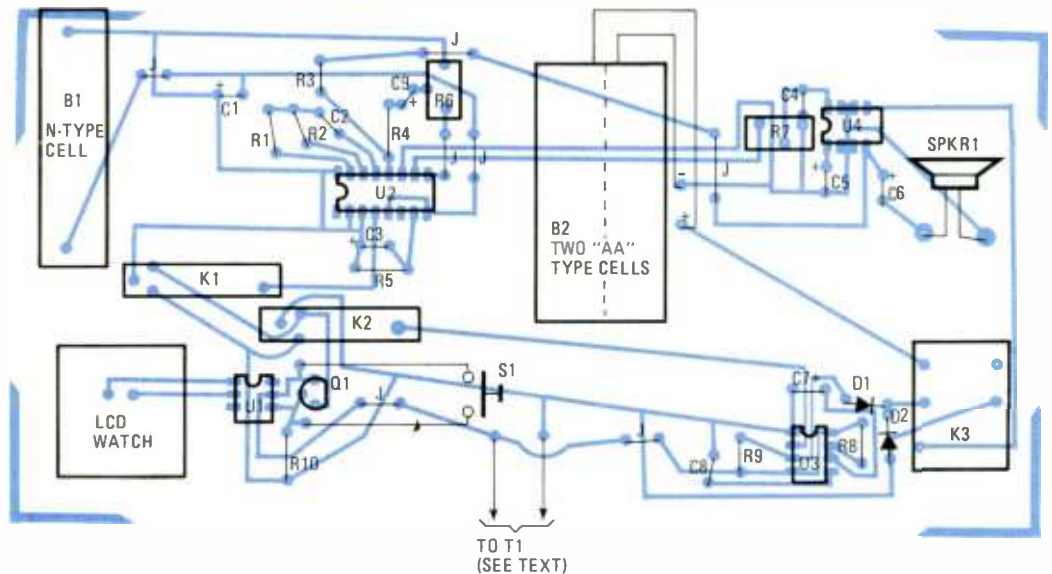 B1
N-TYPE
CELL
J
+
C1
R3
J
C9
+
R6
R1
R2
C2
R4
J
J
U2
+
C3
R5
K1
K2
B2
TWO "AA"
TYPE CELLS
-
+
J
C4
R7
U4
+
C5
+
C6
SPKR1
LCD
WATCH
U1
Q1
R10
J
S1
J
C8
R9
C7
U3
R8
D1
D2
K3
TO T1
(SEE TEXT)